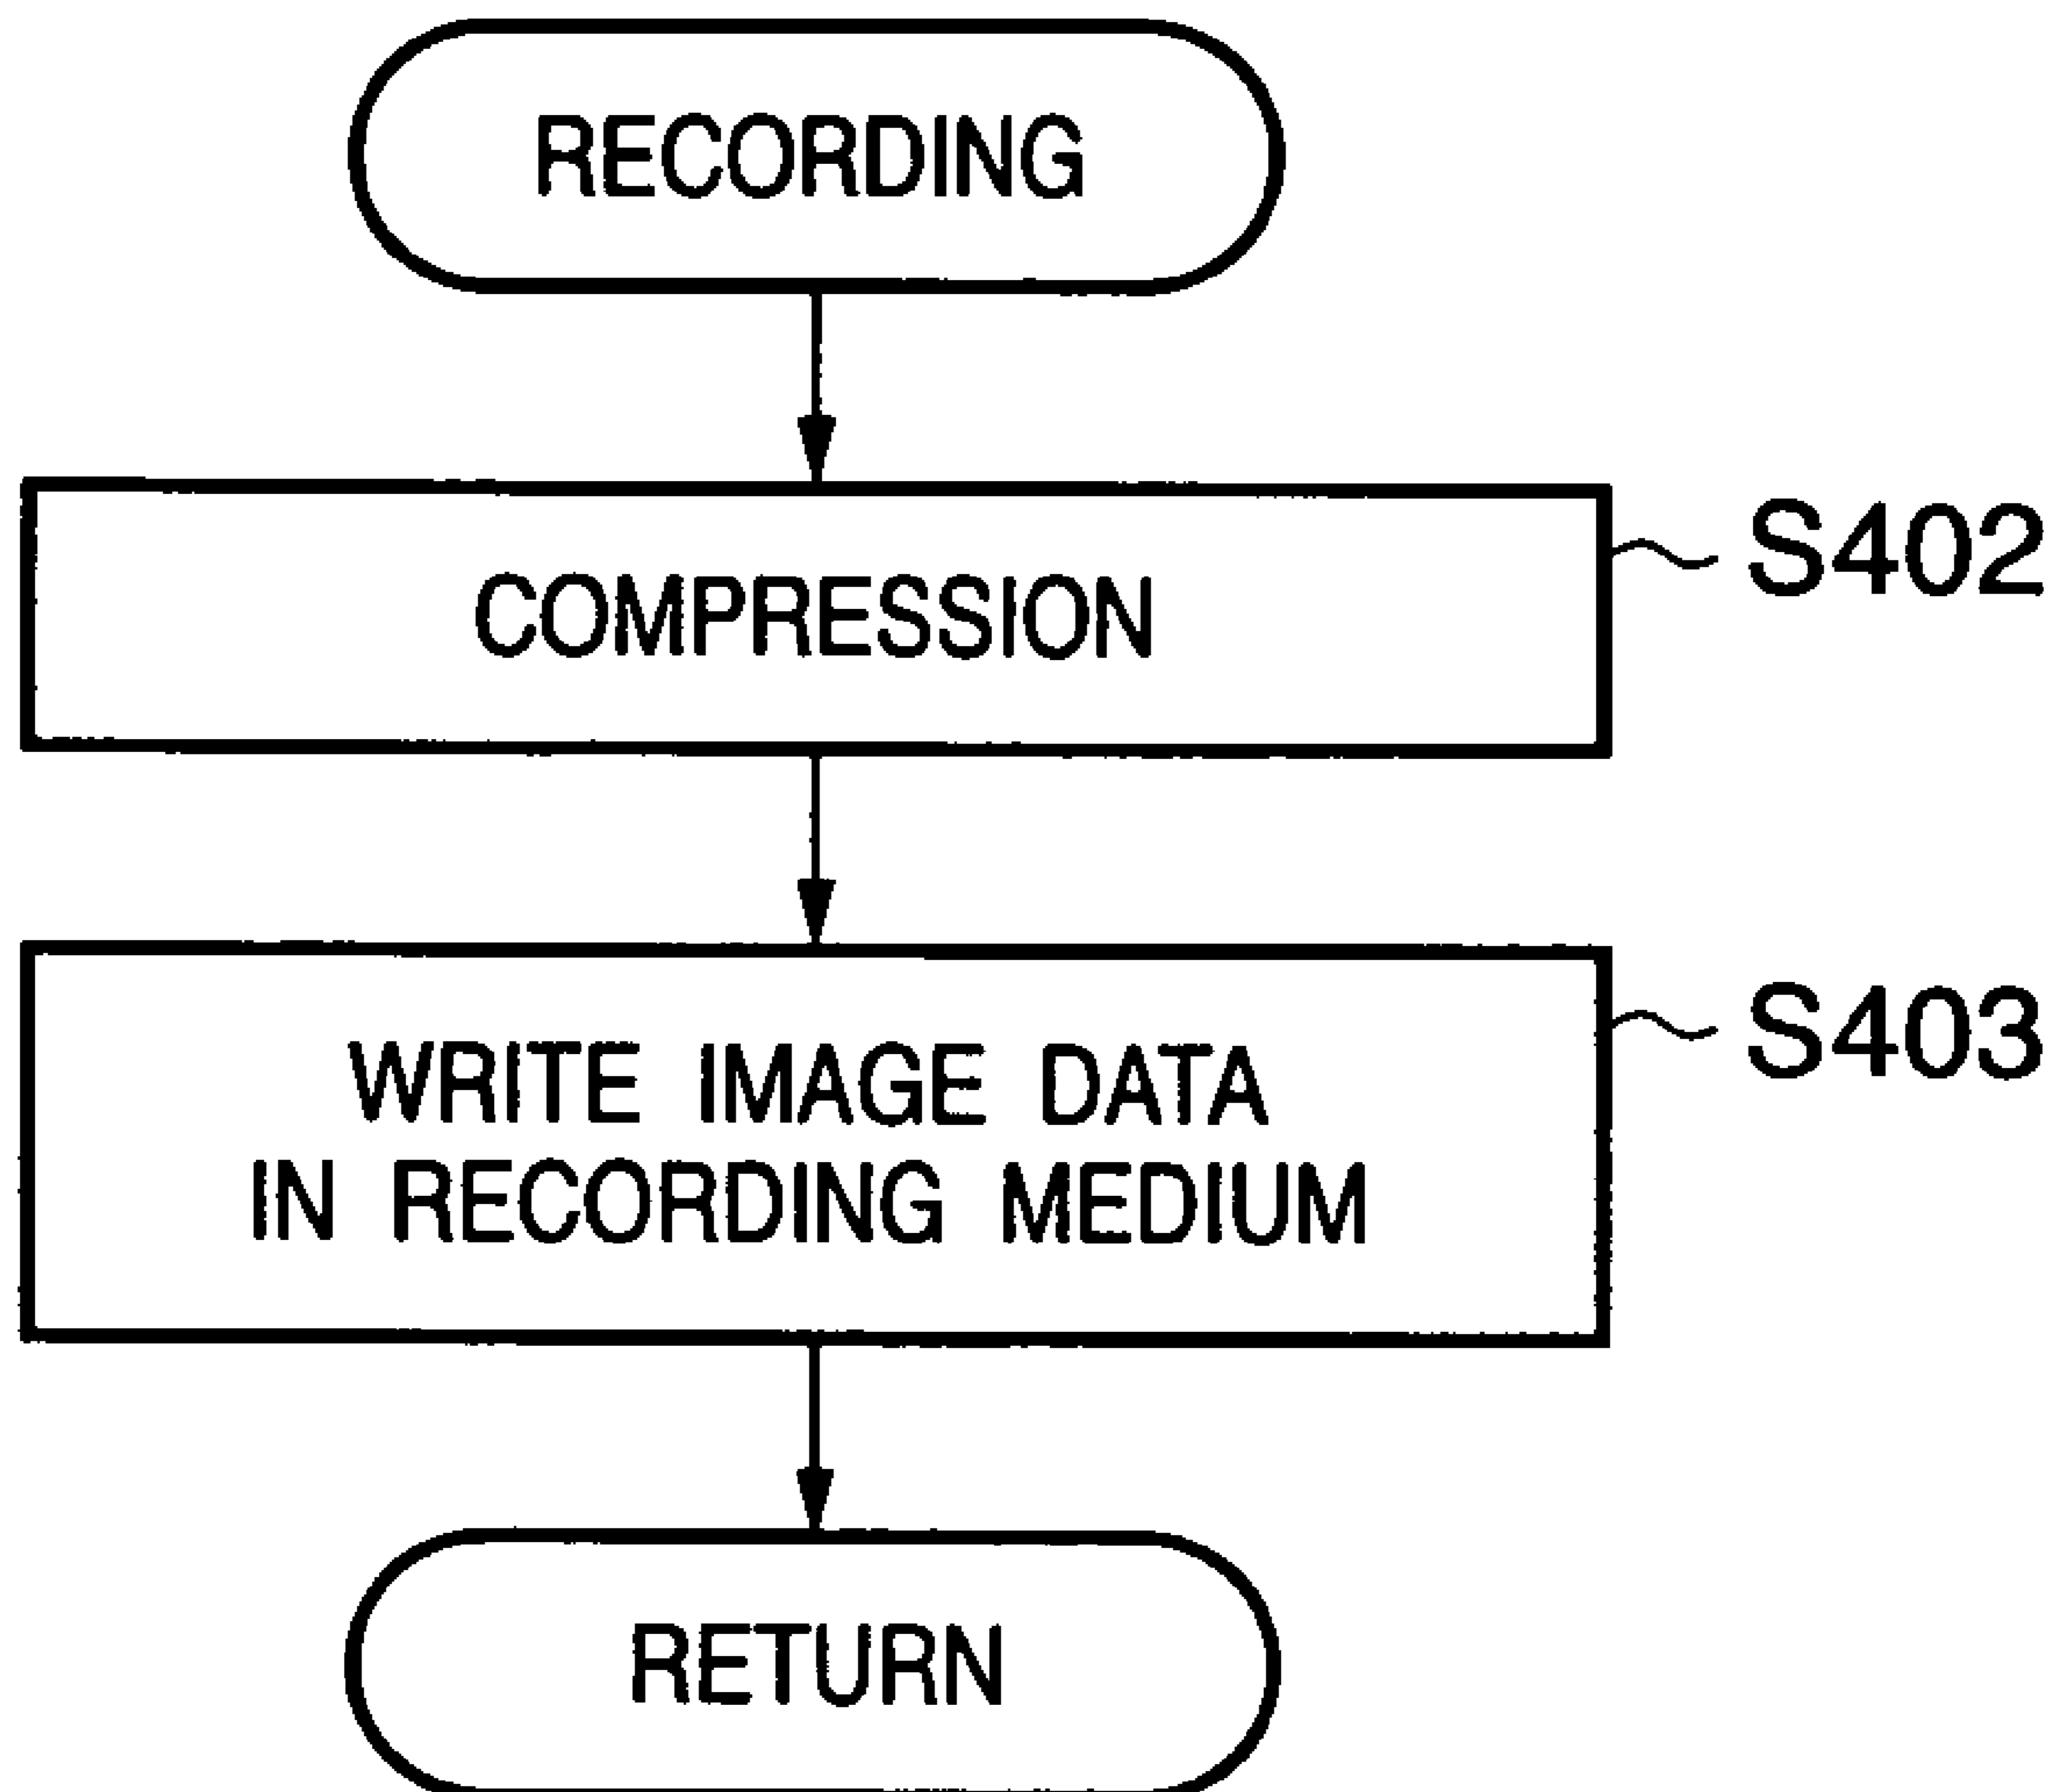 RECORDING
COMPRESSION
S402
WRITE IMAGE DATA
IN RECORDING MEDIUM
S403
RETURN